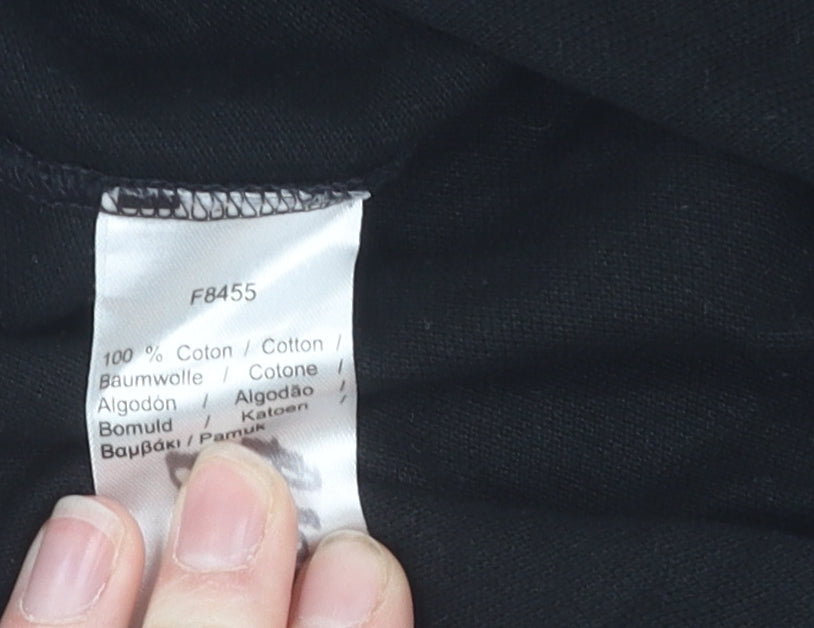 F8455
100 % Coton / Cotton /
Baumwolle / Cotone /
Algodón / Algodão /
Bomuld / Katoen /
Βαμβάκι / Pamuk